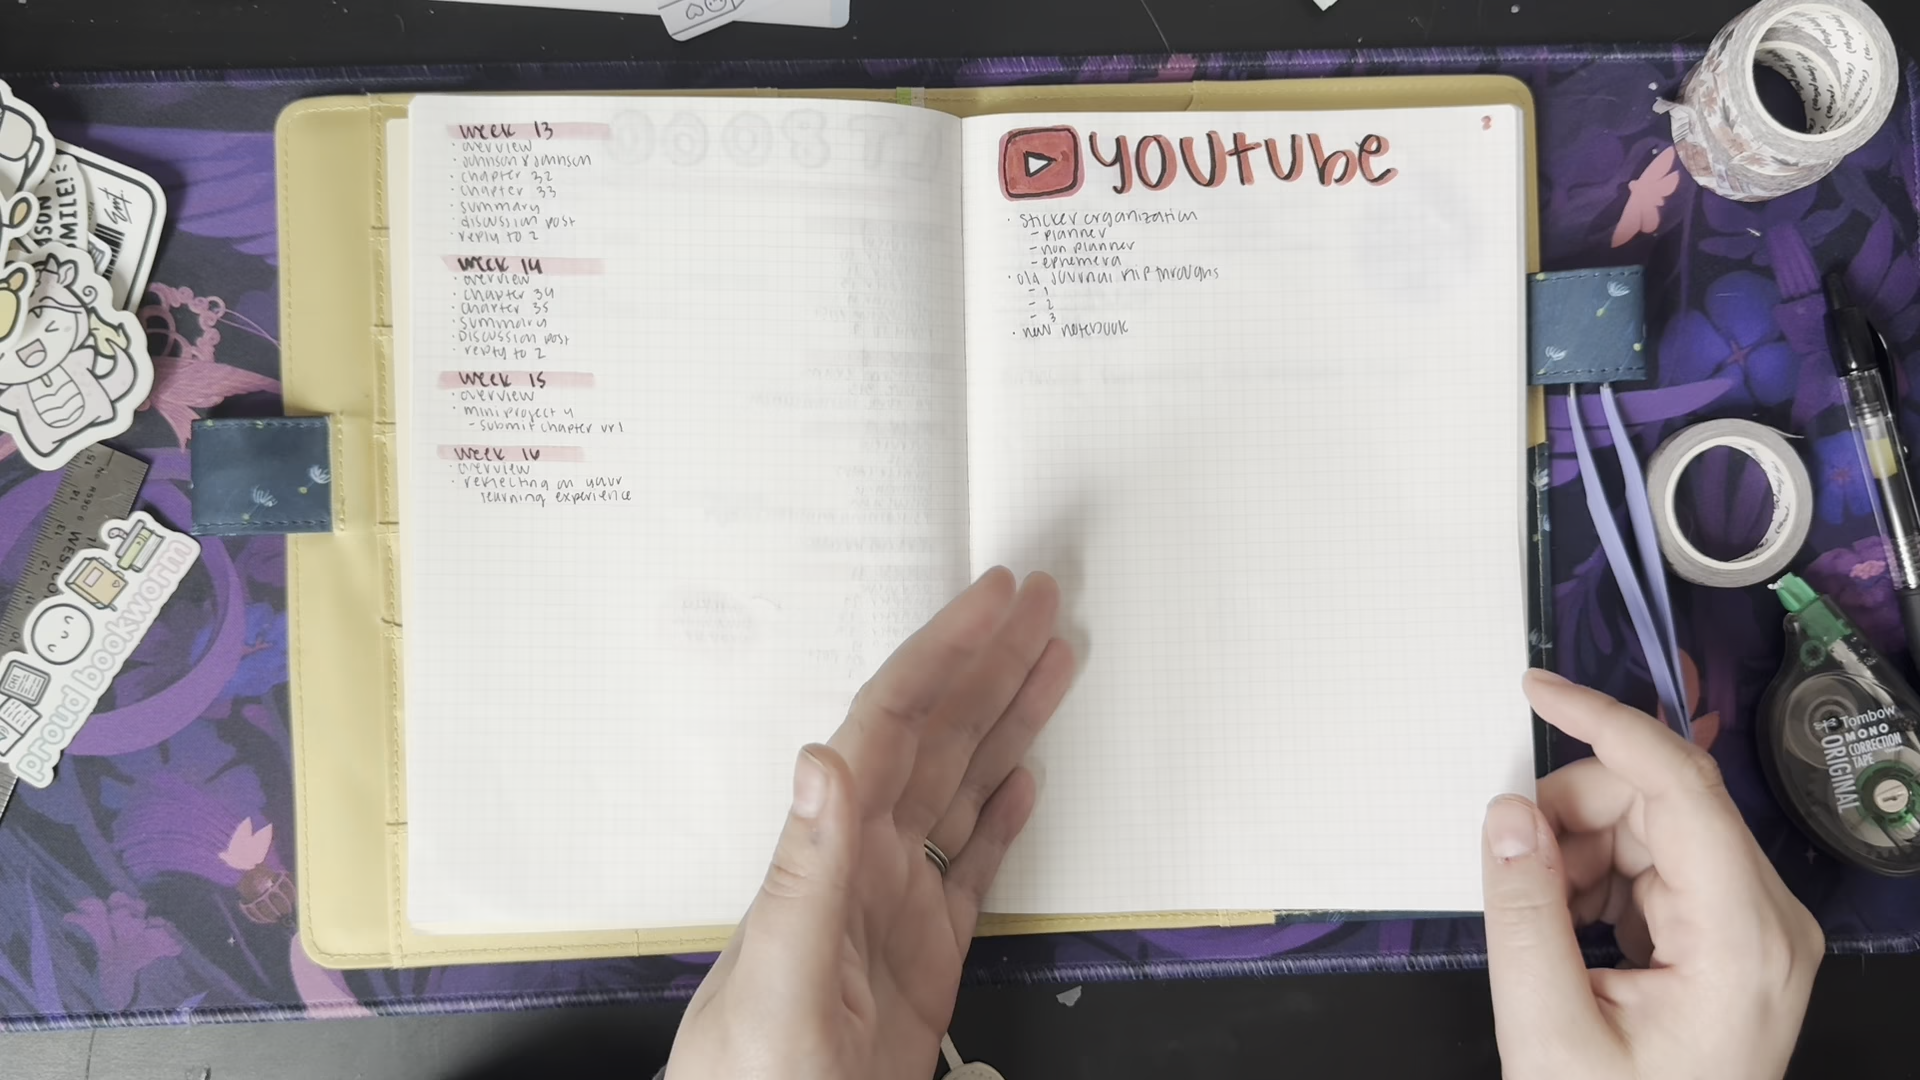 week 13
· overview
· Johnson & Johnson
· chapter 32
· chapter 33
· summary
· discussion post
· reply to 2
week 14
· overview
· chapter 34
· chapter 35
· summary
· Discussion post
· reply to 2
week 15
· overview
· mini project 4
- submit chapter url
week 16
· overview
· reflecting on your
learning experience
youtube
· sticker organization
- planner
- non planner
- ephemera
· old journal flip throughs
- 1
- 2
- 3
· new notebook
SON
MILE!
proud bookworm
Tombow
MONO
CORRECTION
TAPE
ORIGINAL